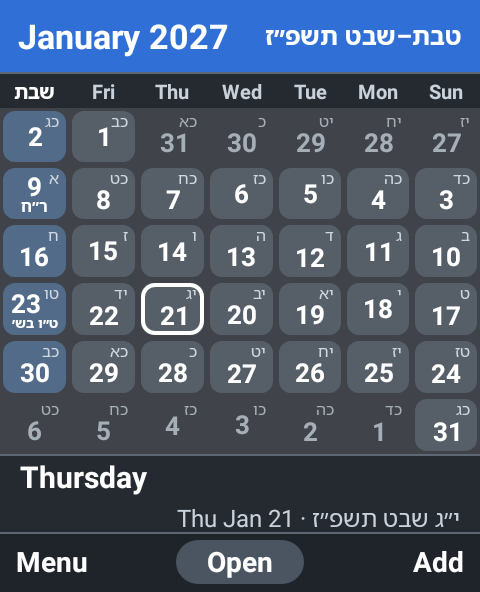 January 2027 טבת–שבט תשפ״ז
שבת Fri Thu Wed Tue Mon Sun
כג כב כא כ יט יח יז
2 1 31 30 29 28 27
א כט כח כז כו כה כד
9 8 7 6 5 4 3
ר״ח
ח ז ו ה ד ג ב
16 15 14 13 12 11 10
טו יד יג יב יא י ט
23 22 21 20 19 18 17
ט״ו בש׳
כב כא כ יט יח יז טז
30 29 28 27 26 25 24
כט כח כז כו כה כד כג
6 5 4 3 2 1 31
Thursday
Thu Jan 21 · י״ג שבט תשפ״ז
Menu Open Add